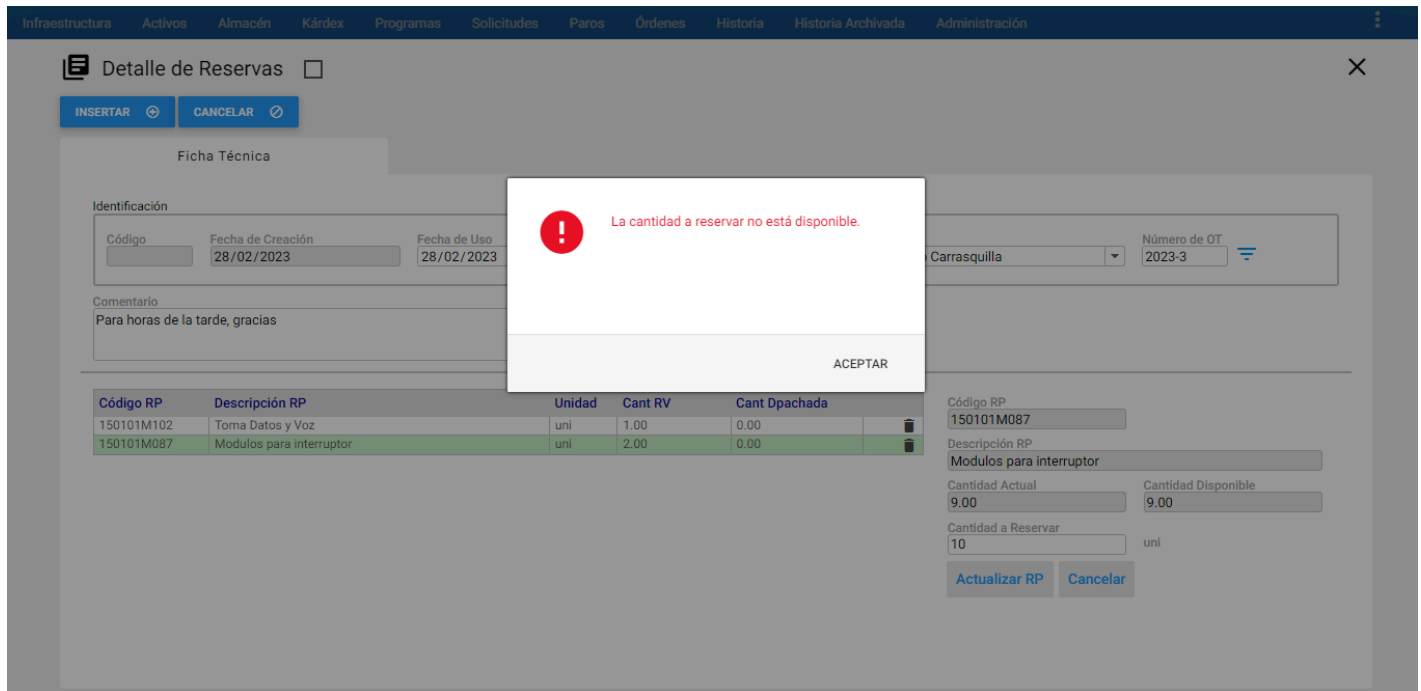 Infraestructura Activos Almacén Kárdex Programas Solicitudes Paros Órdenes Historia Historia Archivada Administración
Detalle de Reservas
INSERTAR CANCELAR
Ficha Técnica
Identificación
Código Fecha de Creación Fecha de Uso Número de OT
28/02/2023 28/02/2023 Carrasquilla 2023-3
La cantidad a reservar no está disponible.
ACEPTAR
Comentario
Para horas de la tarde, gracias
Código RP Descripción RP Unidad Cant RV Cant Dpachada
150101M102 Toma Datos y Voz uni 1.00 0.00
150101M087 Modulos para interruptor uni 2.00 0.00
Código RP
150101M087
Descripción RP
Modulos para interruptor
Cantidad Actual Cantidad Disponible
9.00 9.00
Cantidad a Reservar
10 uni
Actualizar RP Cancelar